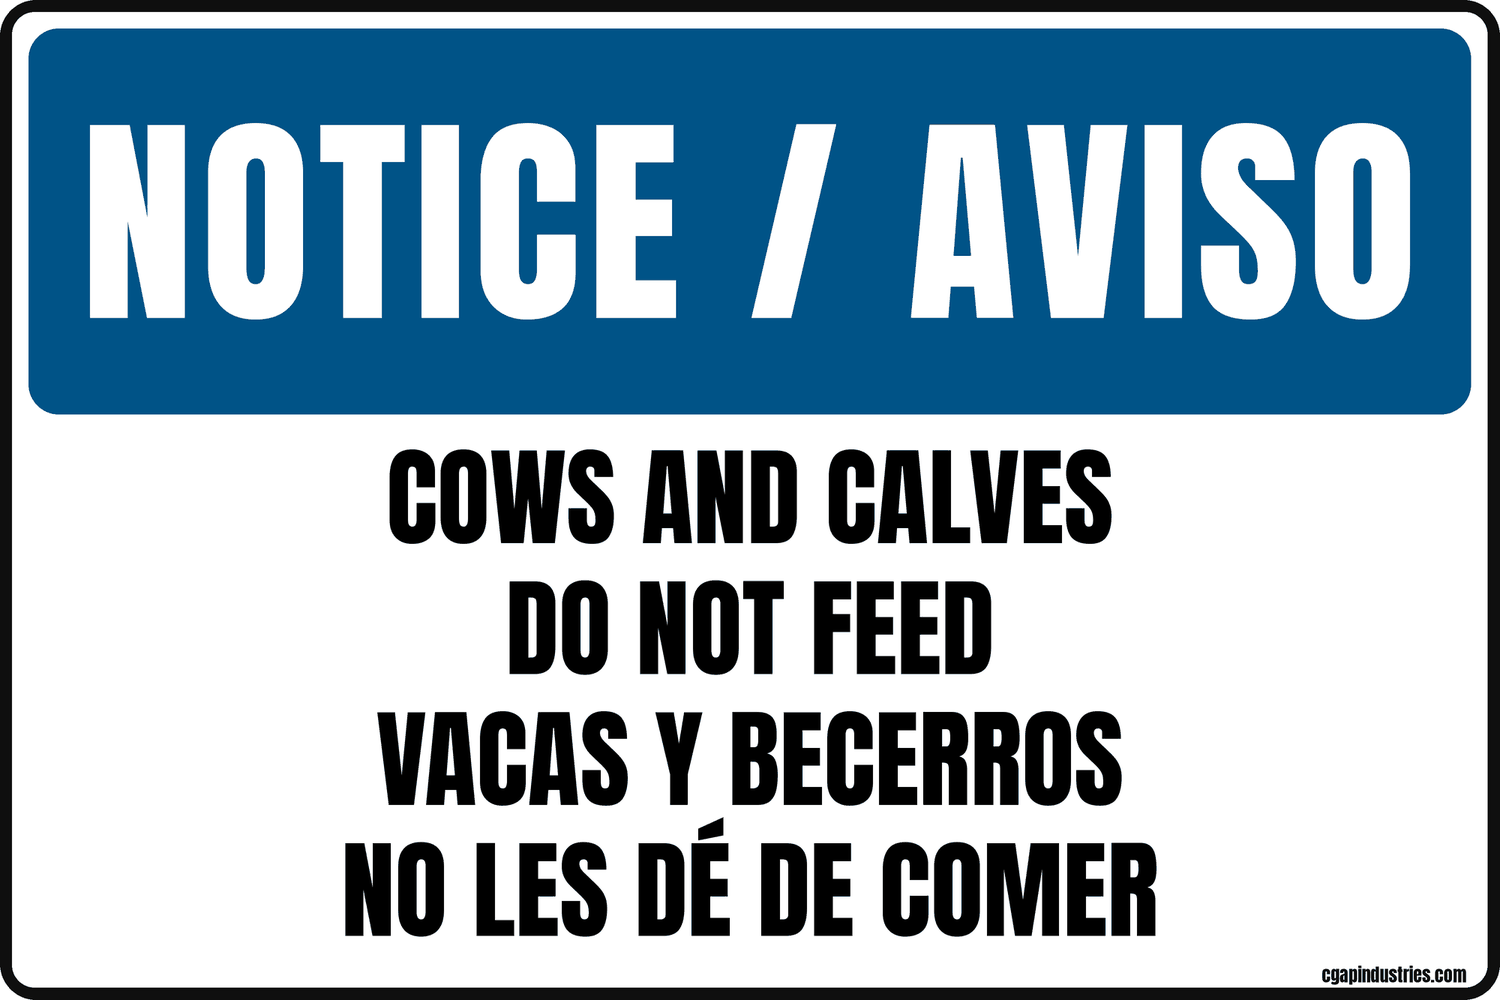 NOTICE / AVISO
COWS AND CALVES
DO NOT FEED
VACAS Y BECERROS
NO LES DÉ DE COMER
cgapindustries.com